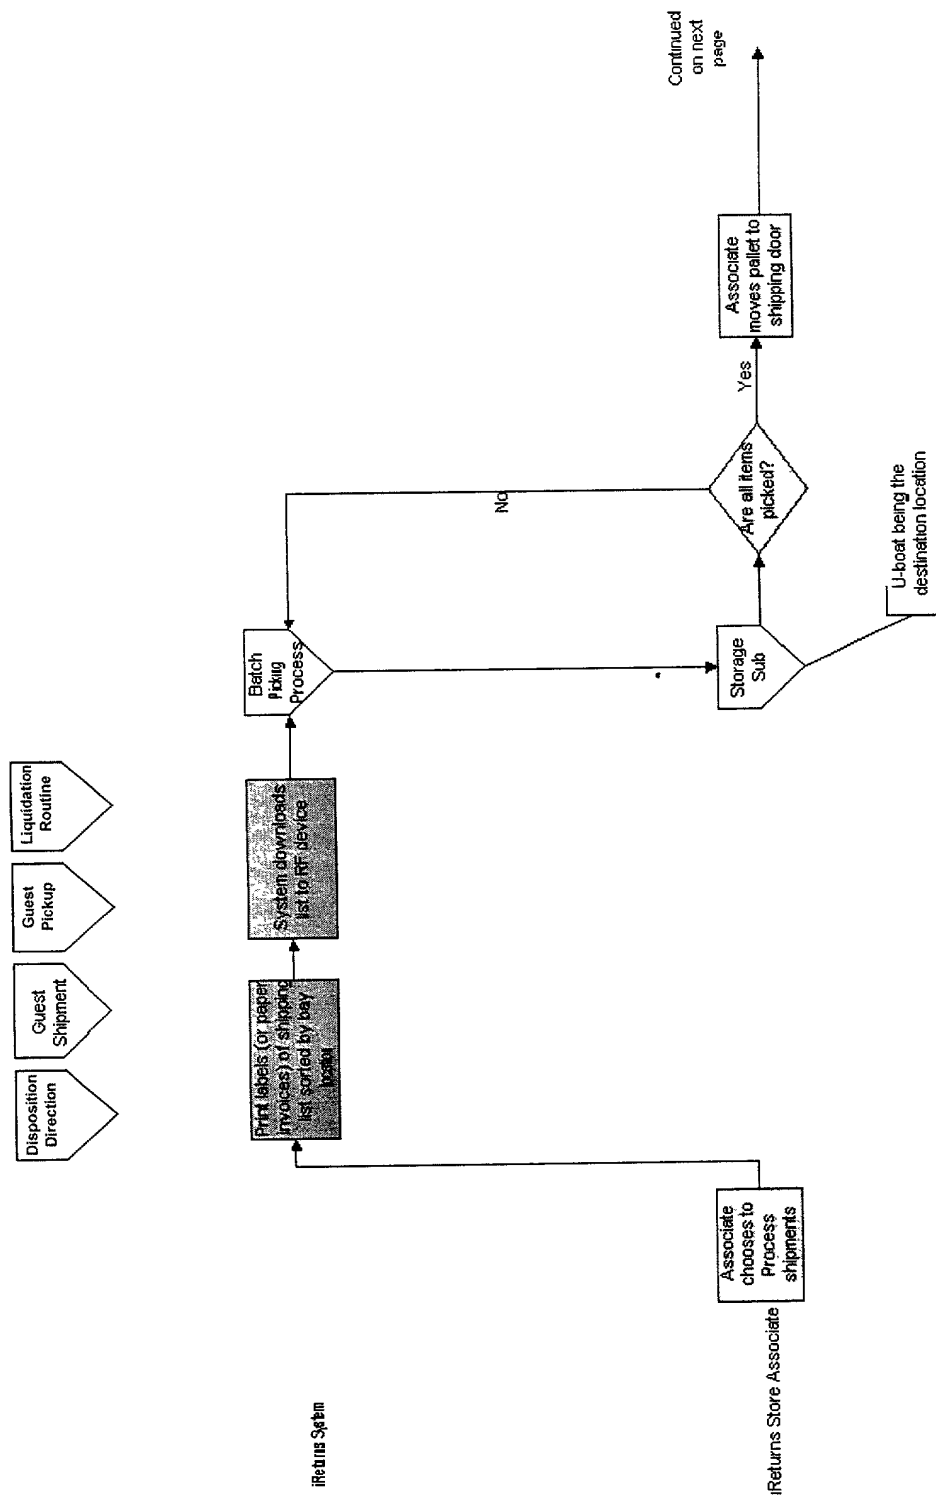 Disposition
Direction
Guest
Shipment
Guest
Pickup
Liquidation
Routine
iReturns System
Print labels (or paper
invoices) of shipping
list sorted by bay
locator
System downloads
list to RF device
Batch
Picking
Process
No
iReturns Store Associate
Associate
chooses to
Process
shipments
Storage
Sub
U-boat being the
destination location
Are all items
picked?
Yes
Associate
moves pallet to
shipping door
Continued
on next
page